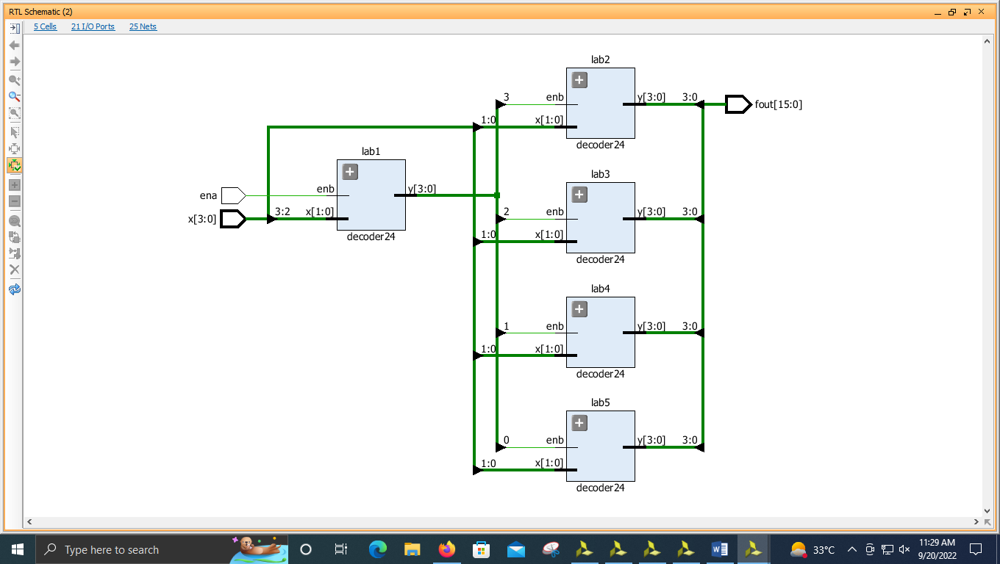 RTL Schematic (2)
5 Cells 21 I/O Ports 25 Nets
lab2
3 enb y[3:0] 3:0 fout[15:0]
1:0 x[1:0]
decoder24
lab1
ena enb y[3:0]
x[3:0] 3:2 x[1:0]
decoder24
lab3
2 enb y[3:0] 3:0
1:0 x[1:0]
decoder24
lab4
1 enb y[3:0] 3:0
1:0 x[1:0]
decoder24
lab5
0 enb y[3:0] 3:0
1:0 x[1:0]
decoder24
Type here to search
33°C
11:29 AM
9/20/2022